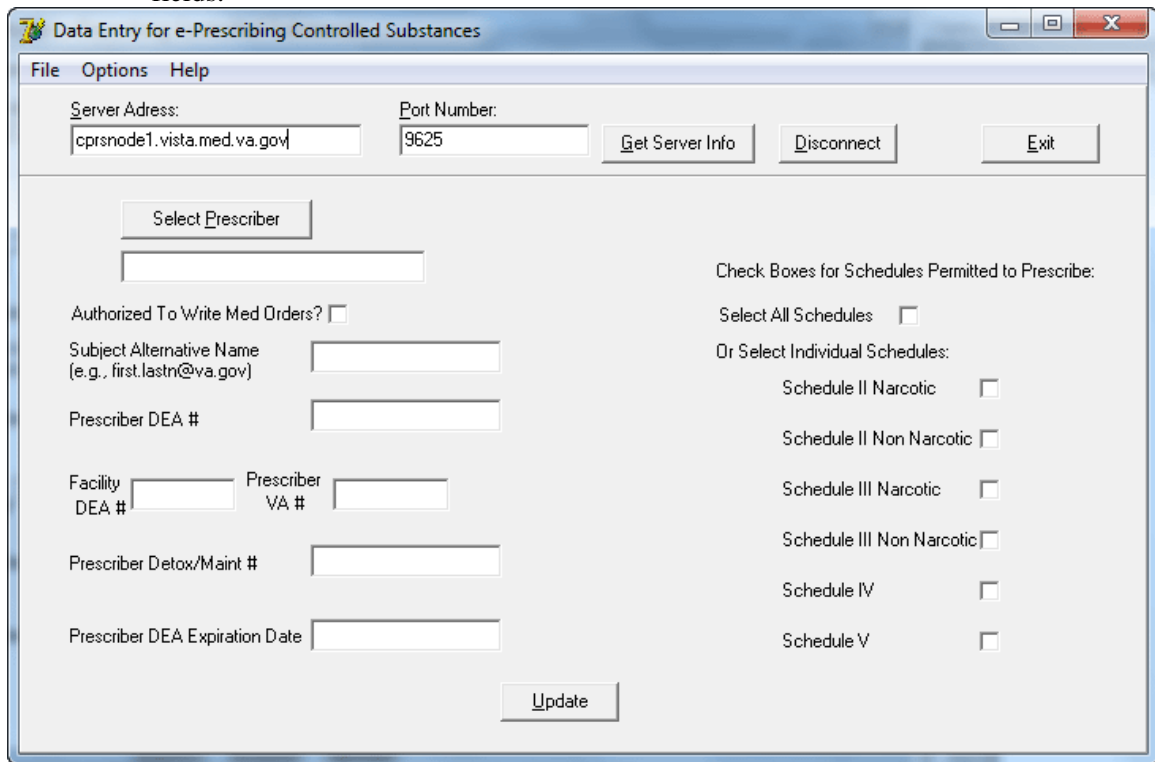 Data Entry for e-Prescribing Controlled Substances
File Options Help
Server Adress:
Port Number:
cprsnode1.vista.med.va.gov
9625
Get Server Info
Disconnect
Exit
Select Prescriber
Check Boxes for Schedules Permitted to Prescribe:
Authorized To Write Med Orders?
Select All Schedules
Subject Alternative Name
(e.g., first.lastn@va.gov)
Or Select Individual Schedules:
Schedule II Narcotic
Prescriber DEA #
Schedule II Non Narcotic
Facility
DEA #
Prescriber
VA #
Schedule III Narcotic
Schedule III Non Narcotic
Prescriber Detox/Maint #
Schedule IV
Prescriber DEA Expiration Date
Schedule V
Update